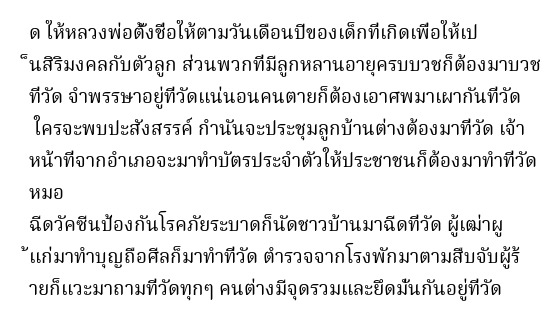 ด ให้หลวงพ่อตั้งชื่อให้ตามวันเดือนปีของเด็กที่เกิดเพื่อให้เป
็นสิริมงคลกับตัวลูก ส่วนพวกที่มีลูกหลานอายุครบบวชก็ต้องมาบวช
ที่วัด จำพรรษาอยู่ที่วัดแน่นอนคนตายก็ต้องเอาศพมาเผากันที่วัด
ใครจะพบปะสังสรรค์ กำนันจะประชุมลูกบ้านต่างต้องมาที่วัด เจ้า
หน้าที่จากอำเภอจะมาทำบัตรประจำตัวให้ประชาชนก็ต้องมาทำที่วัด
หมอ
ฉีดวัคซีนป้องกันโรคภัยระบาดก็นัดชาวบ้านมาฉีดที่วัด ผู้เฒ่าผู
้แก่มาทำบุญถือศีลก็มาทำที่วัด ตำรวจจากโรงพักมาตามสืบจับผู้ร้
ายก็แวะมาถามที่วัดทุกๆ คนต่างมีจุดรวมและยึดมั่นกันอยู่ที่วัด